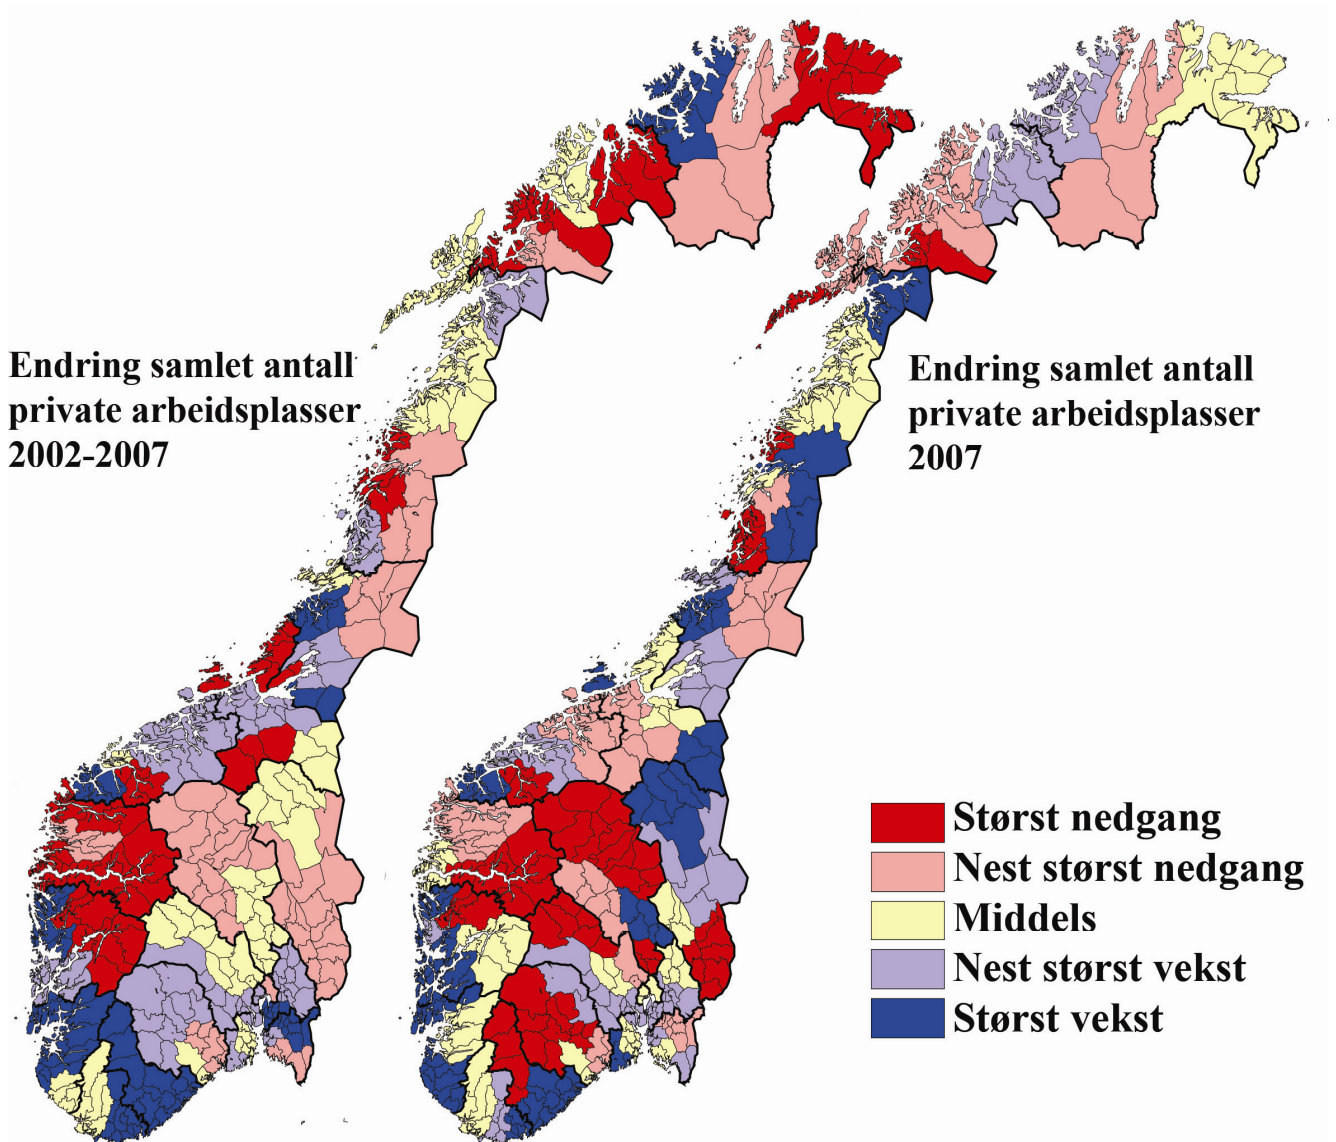 Endring samlet antall
private arbeidsplasser
2002-2007
Endring samlet antall
private arbeidsplasser
2007
Størst nedgang
Nest størst nedgang
Middels
Nest størst vekst
Størst vekst